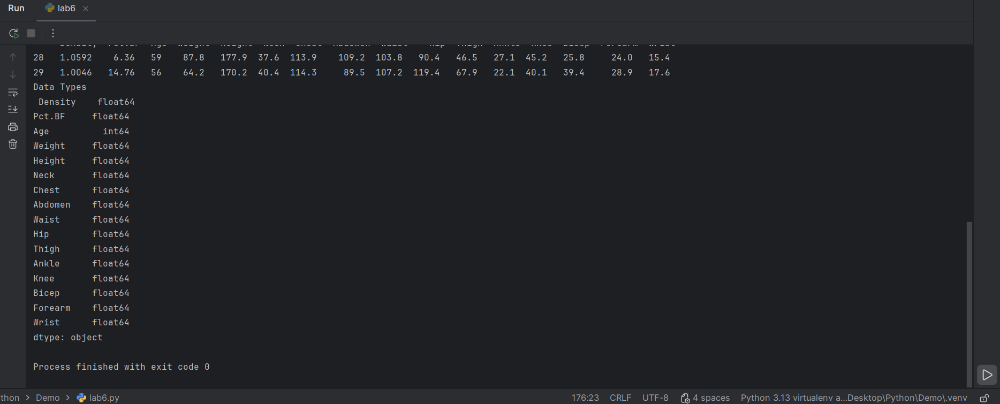 Run lab6
28   1.0592    6.36   59    87.8   177.9  37.6  113.9    109.2  103.8   90.4   46.5   27.1  45.2   25.8     24.0   15.4
29   1.0046   14.76   56    64.2   170.2  40.4  114.3     89.5  107.2  119.4   67.9   22.1  40.1   39.4     28.9   17.6
Data Types
 Density    float64
Pct.BF     float64
Age          int64
Weight     float64
Height     float64
Neck       float64
Chest      float64
Abdomen    float64
Waist      float64
Hip        float64
Thigh      float64
Ankle      float64
Knee       float64
Bicep      float64
Forearm    float64
Wrist      float64
dtype: object
Process finished with exit code 0
thon > Demo > lab6.py 176:23 CRLF UTF-8 4 spaces Python 3.13 virtualenv a...Desktop\Python\Demo\.venv